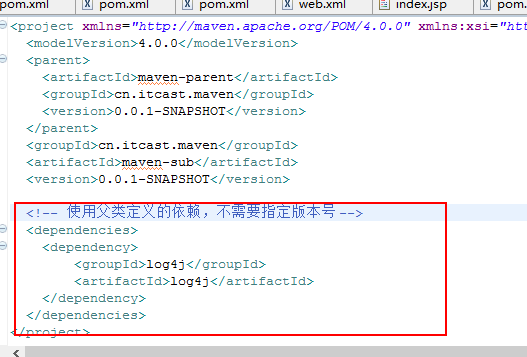 pom.xml pom.xml pom.xml web.xml index.jsp pom.
<project xmlns="http://maven.apache.org/POM/4.0.0" xmlns:xsi="htt
<modelVersion>4.0.0</modelVersion>
<parent>
<artifactId>maven-parent</artifactId>
<groupId>cn.itcast.maven</groupId>
<version>0.0.1-SNAPSHOT</version>
</parent>
<groupId>cn.itcast.maven</groupId>
<artifactId>maven-sub</artifactId>
<version>0.0.1-SNAPSHOT</version>
<!-- 使用父类定义的依赖，不需要指定版本号 -->
<dependencies>
<dependency>
<groupId>log4j</groupId>
<artifactId>log4j</artifactId>
</dependency>
</dependencies>
</project>